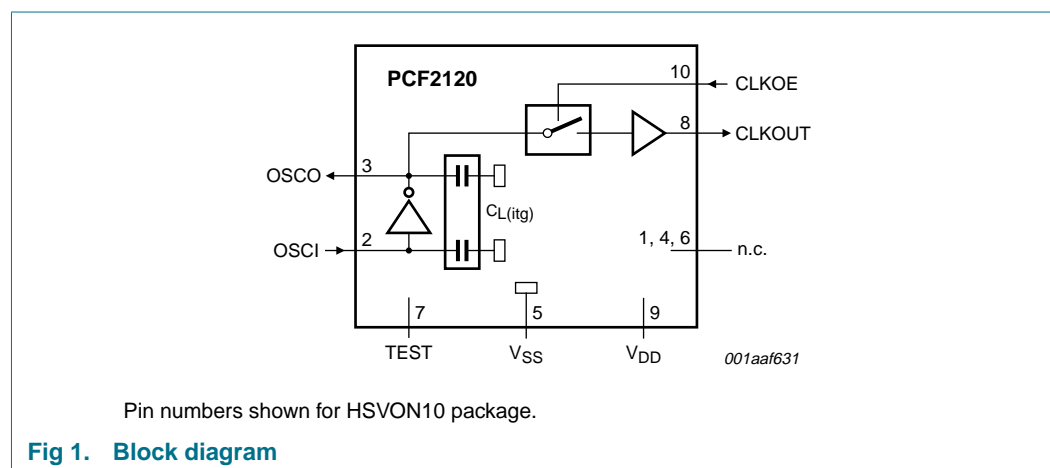 PCF2120
10
CLKOE
8
CLKOUT
3
OSCO
CL(itg)
2
OSCI
1, 4, 6
n.c.
7
5
9
TEST
VSS
VDD
001aaf631
Pin numbers shown for HSVON10 package.
Fig 1. Block diagram